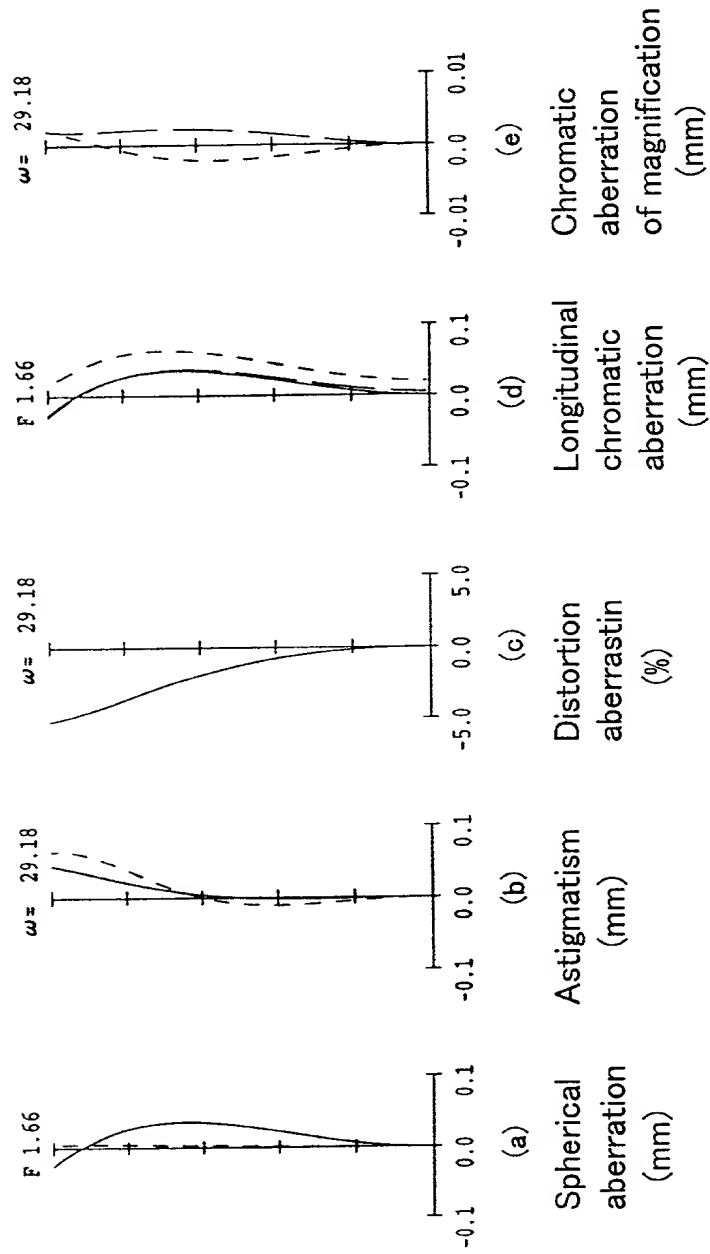 F 1.66
-0.1 0.0 0.1
(a)
Spherical
aberration
(mm)
ω= 29.18
-0.1 0.0 0.1
(b)
Astigmatism
(mm)
ω= 29.18
-5.0 0.0 5.0
(c)
Distortion
aberrastin
(%)
F 1.66
-0.1 0.0 0.1
(d)
Longitudinal
chromatic
aberration
(mm)
ω= 29.18
-0.01 0.0 0.01
(e)
Chromatic
aberration
of magnification
(mm)